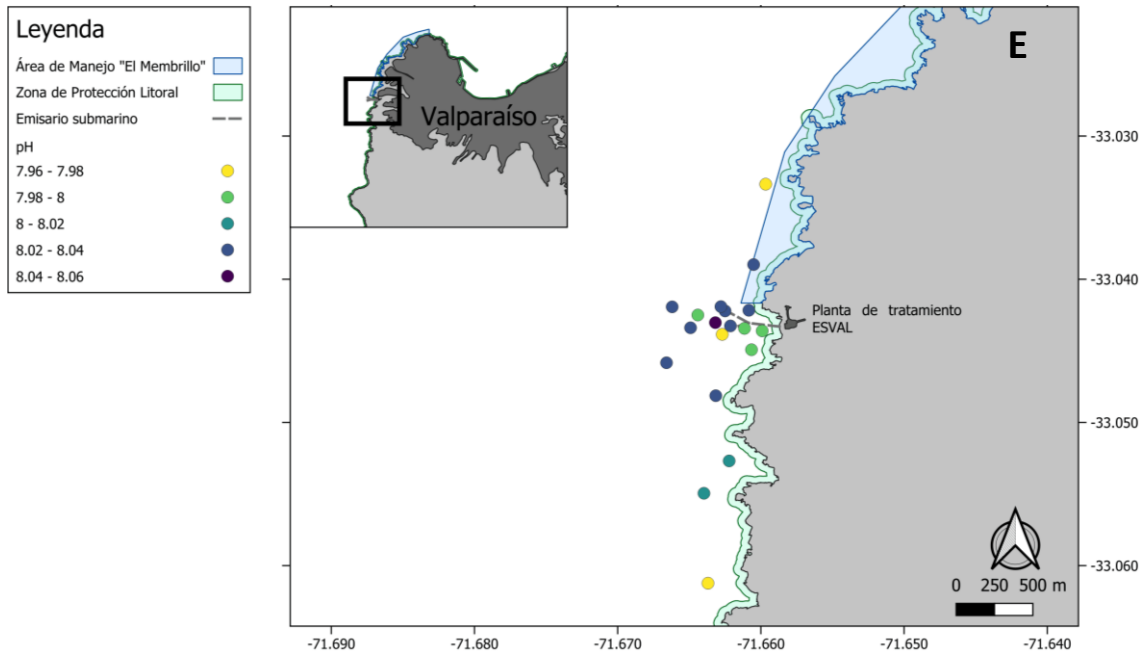 Leyenda
Área de Manejo "El Membrillo"
Zona de Protección Litoral
Emisario submarino
pH
7.96 - 7.98
7.98 - 8
8 - 8.02
8.02 - 8.04
8.04 - 8.06
Valparaíso
E
-33.030
-33.040
-33.050
-33.060
Planta de tratamiento
ESVAL
0 250 500 m
-71.690 -71.680 -71.670 -71.660 -71.650 -71.640